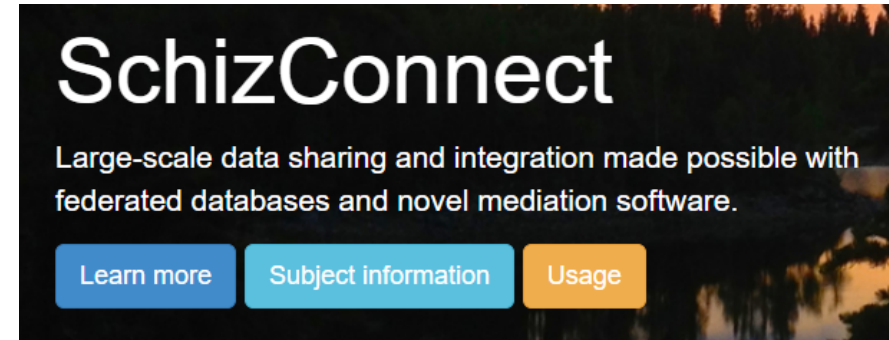 SchizConnect
Large-scale data sharing and integration made possible with
federated databases and novel mediation software.
Learn more
Subject information
Usage